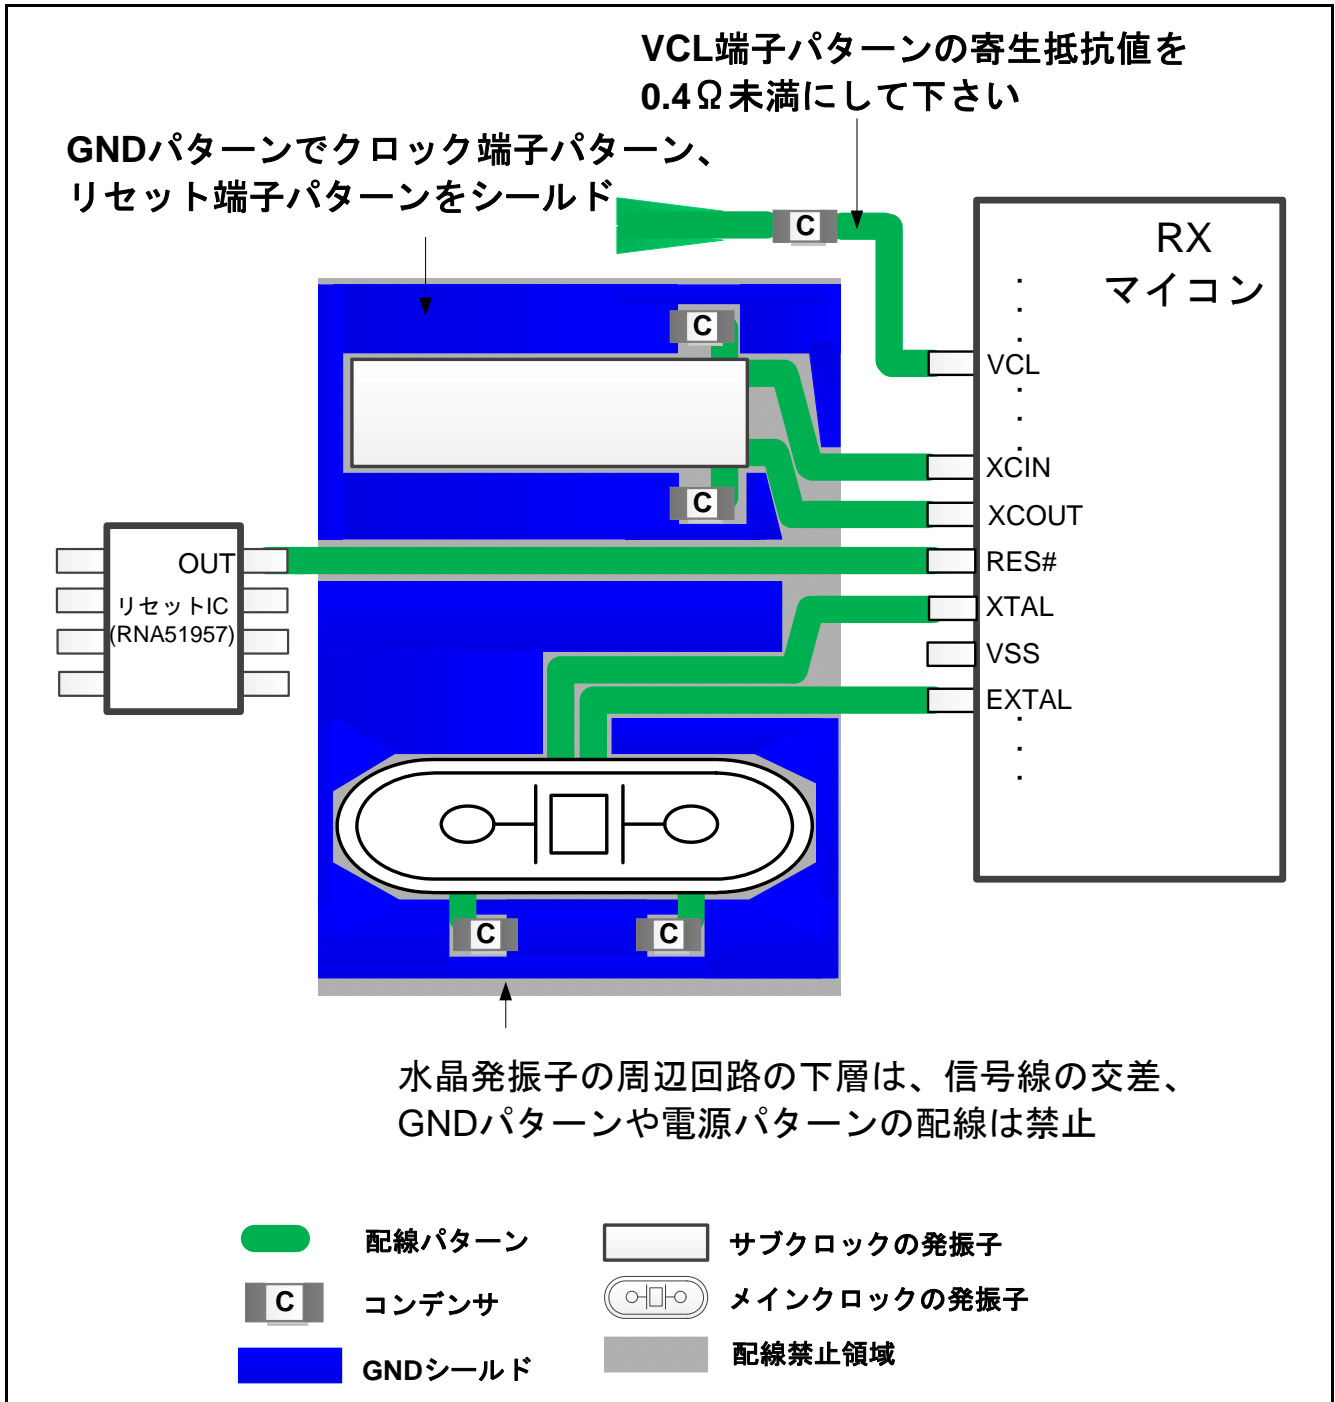 VCL端子パターンの寄生抵抗値を
0.4Ω未満にして下さい
GNDパターンでクロック端子パターン、
リセット端子パターンをシールド
C
RX
マイコン
C
VCL
XCIN
C
XCOUT
OUT
RES#
リセットIC
(RNA51957)
XTAL
VSS
EXTAL
C
C
水晶発振子の周辺回路の下層は、信号線の交差、
GNDパターンや電源パターンの配線は禁止
配線パターン
サブクロックの発振子
C
コンデンサ
メインクロックの発振子
GNDシールド
配線禁止領域